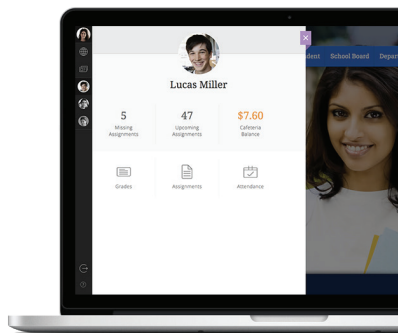 dent School Board Depar
Lucas Miller
5 47 $7.60
Missing Assignments Upcoming Assignments Cafeteria Balance
Grades Assignments Attendance